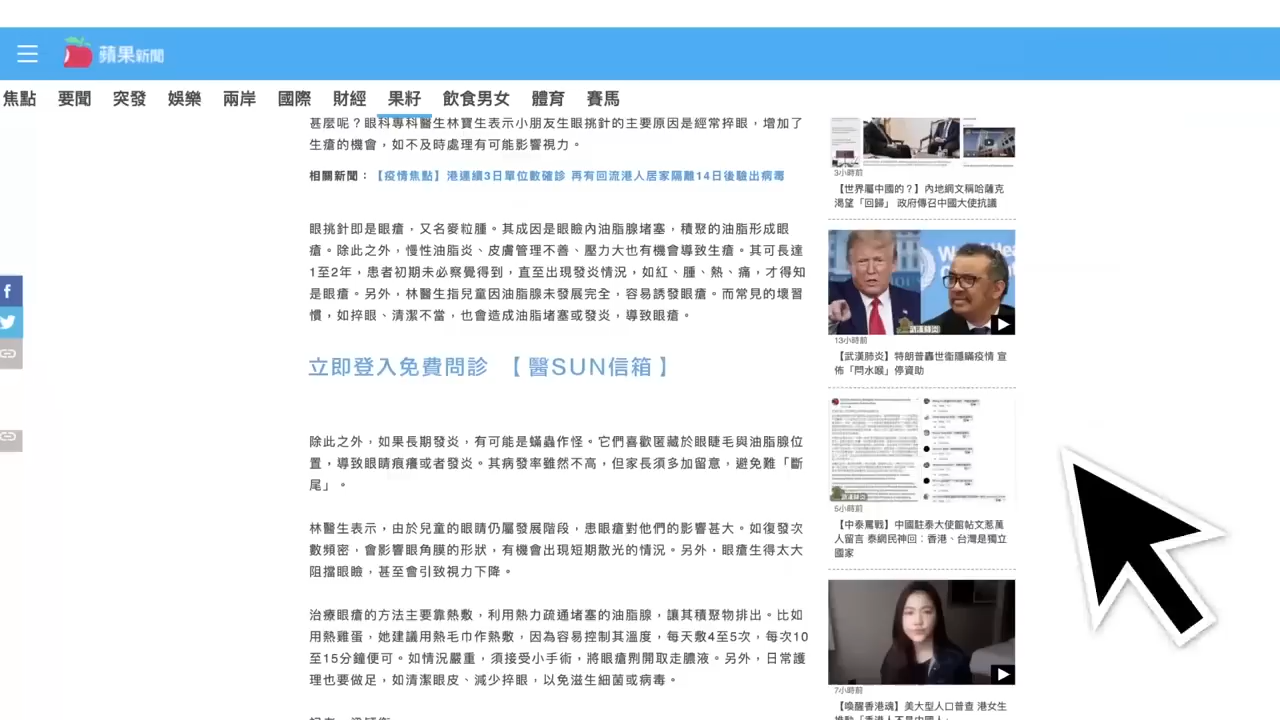 蘋果新聞
焦點 要聞 突發 娛樂 兩岸 國際 財經 果籽 飲食男女 體育 賽馬
甚麼呢？眼科專科醫生林寶生表示小朋友生眼挑針的主要原因是經常捽眼，增加了
生瘡的機會，如不及時處理有可能影響視力。
相關新聞：【疫情焦點】港連續3日單位數確診 再有回流港人居家隔離14日後驗出病毒
眼挑針即是眼瘡，又名麥粒腫。其成因是眼瞼內油脂腺堵塞，積聚的油脂形成眼
瘡。除此之外，慢性油脂炎、皮膚管理不善、壓力大也有機會導致生瘡。其可長達
1至2年，患者初期未必察覺得到，直至出現發炎情況，如紅、腫、熱、痛，才得知
是眼瘡。另外，林醫生指兒童因油脂腺未發展完全，容易誘發眼瘡。而常見的壞習
慣，如捽眼、清潔不當，也會造成油脂堵塞或發炎，導致眼瘡。
立即登入免費問診 【醫SUN信箱】
除此之外，如果長期發炎，有可能是蟎蟲作怪。它們喜歡匿藏於眼睫毛與油脂腺位
置，導致眼睛痕癢或者發炎。其病發率雖然不高，但家長須多加留意，避免難「斷
尾」。
林醫生表示，由於兒童的眼睛仍屬發展階段，患眼瘡對他們的影響甚大。如復發次
數頻密，會影響眼角膜的形狀，有機會出現短期散光的情況。另外，眼瘡生得太大
阻擋眼瞼，甚至會引致視力下降。
治療眼瘡的方法主要靠熱敷，利用熱力疏通堵塞的油脂腺，讓其積聚物排出。比如
用熱雞蛋，她建議用熱毛巾作熱敷，因為容易控制其溫度，每天敷4至5次，每次10
至15分鐘便可。如情況嚴重，須接受小手術，將眼瘡𠝹開取走膿液。另外，日常護
理也要做足，如清潔眼皮、減少捽眼，以免滋生細菌或病毒。
3小時前
【世界屬中國的？】內地網文稱哈薩克
渴望「回歸」 政府傳召中國大使抗議
武漢肺炎
13小時前
【武漢肺炎】特朗普轟世衞隱瞞疫情 宣
佈「閂水喉」停資助
5小時前
【中泰罵戰】中國駐泰大使館帖文惹萬
人留言 泰網民神回：香港、台灣是獨立
國家
7小時前
【喚醒香港魂】美大型人口普查 港女生
推動「香港人不是中國人」